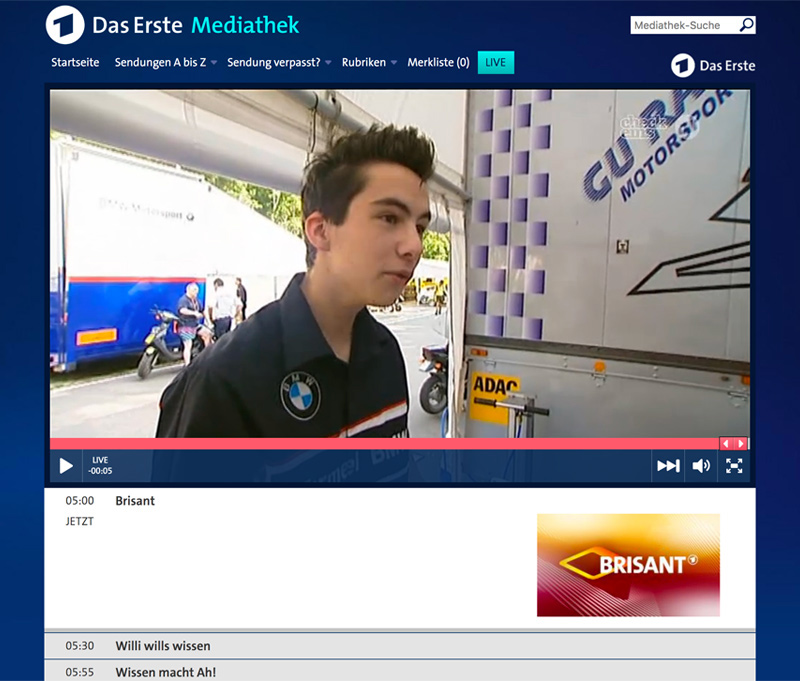 Das Erste Mediathek
Mediathek-Suche
Startseite Sendungen A bis Z Sendung verpasst? Rubriken Merkliste (0) LIVE
Das Erste
check
eins
GU RA
MOTORSPOR
BMW Motorsport
BMW
ADAC
LIVE
-00:05
05:00 Brisant
JETZT
BRISANT
05:30 Willi wills wissen
05:55 Wissen macht Ah!